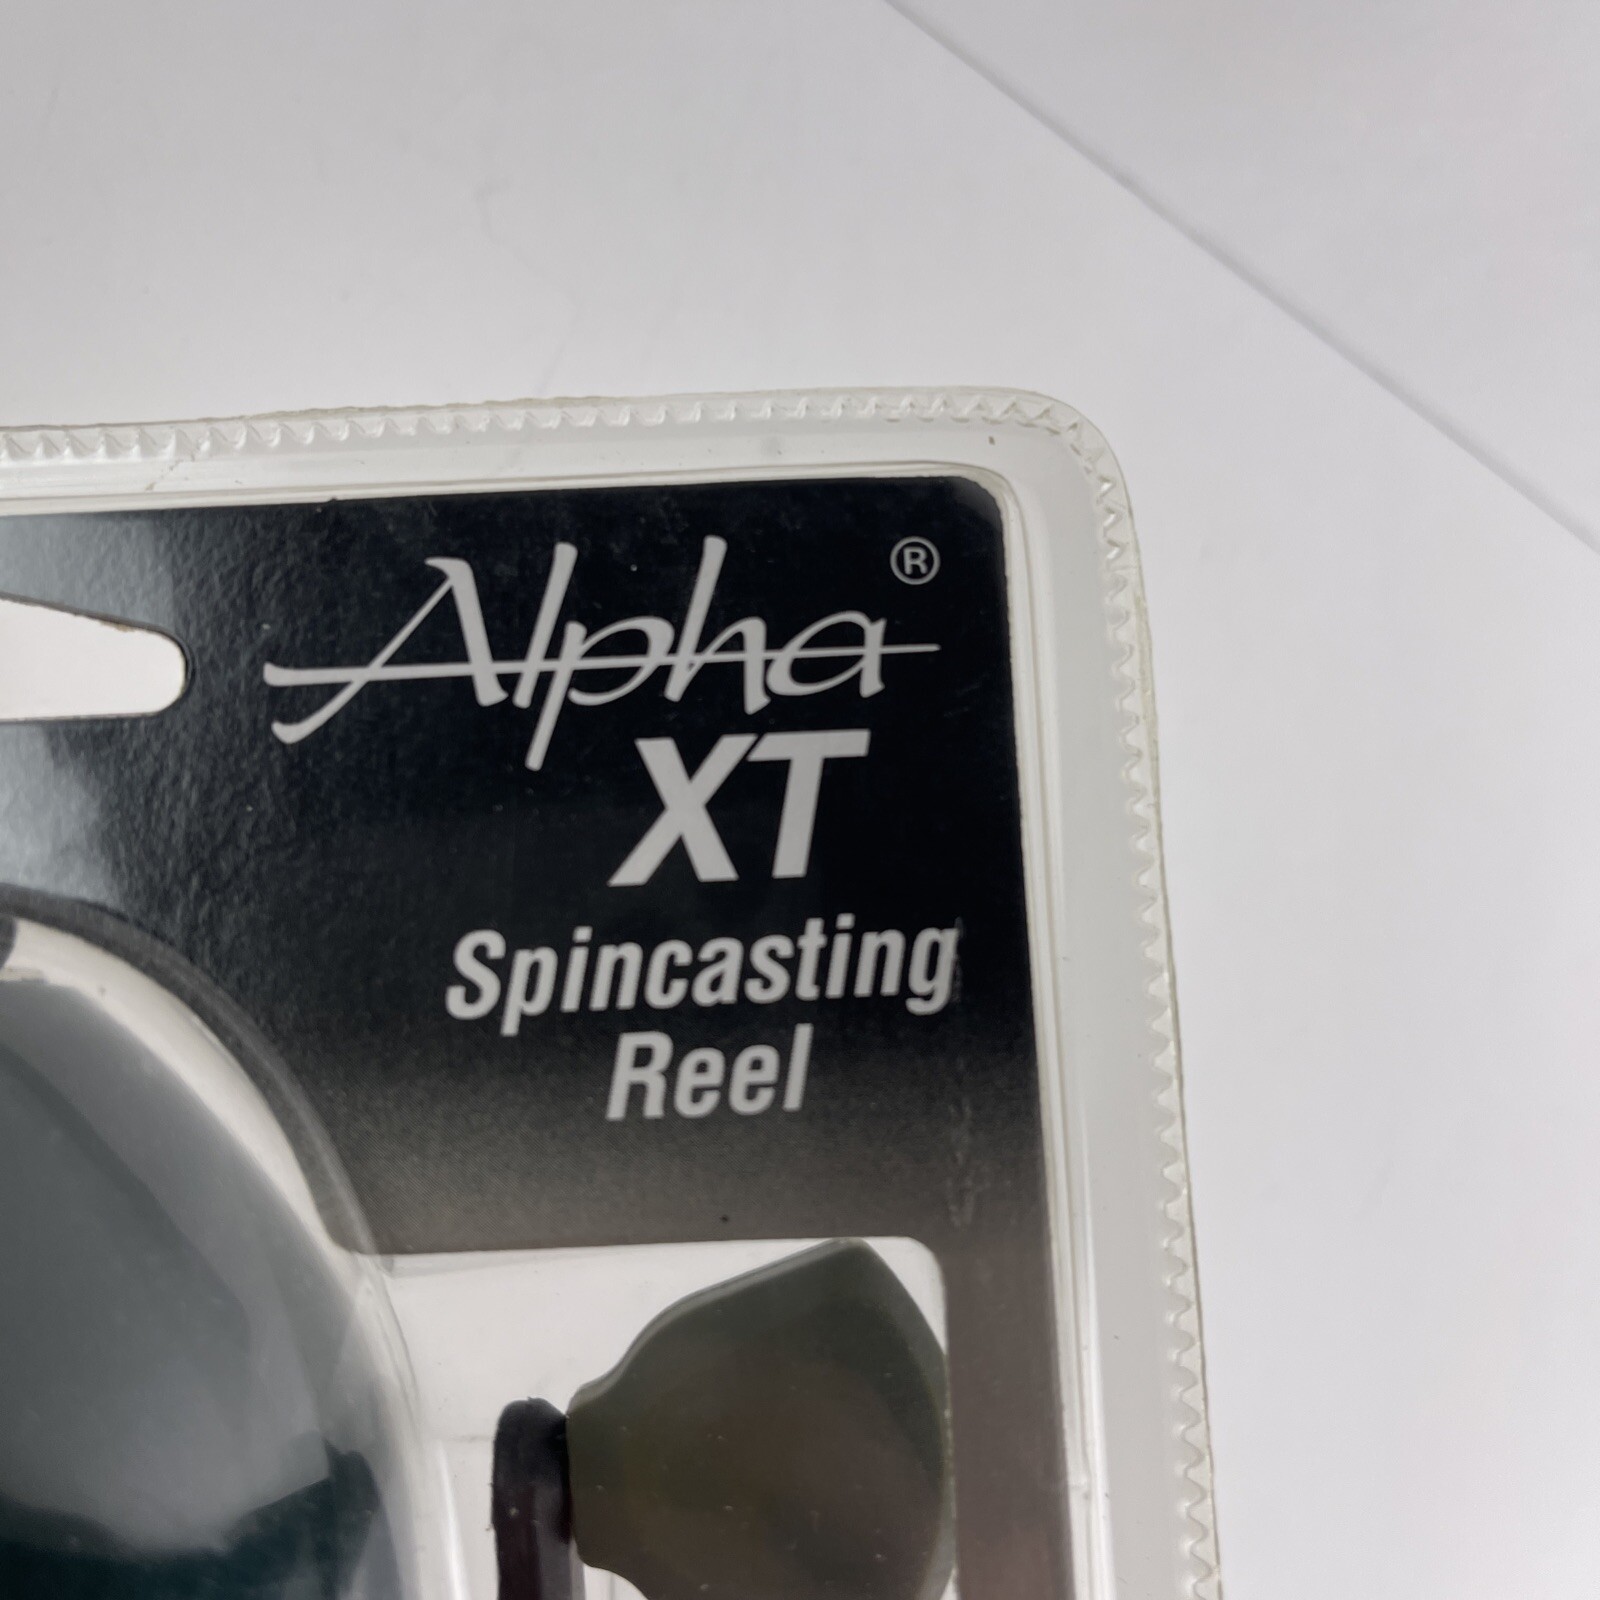 Alpha®
XT
Spincasting
Reel